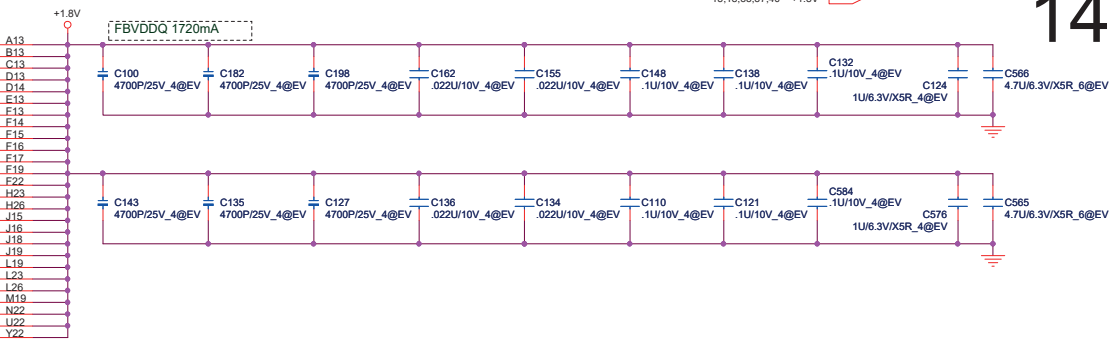 14
+1.8V
FBVDDQ 1720mA
A13
B13
C13
D13
D14
E13
F13
F14
F15
F16
F17
F19
F22
H23
H26
J15
J16
J18
J19
L19
L23
L26
M19
N22
U22
Y22
C100
4700P/25V_4@EV
C182
4700P/25V_4@EV
C198
4700P/25V_4@EV
C162
.022U/10V_4@EV
C155
.022U/10V_4@EV
C148
.1U/10V_4@EV
C138
.1U/10V_4@EV
C132
.1U/10V_4@EV
C124
1U/6.3V/X5R_4@EV
C566
4.7U/6.3V/X5R_6@EV
C143
4700P/25V_4@EV
C135
4700P/25V_4@EV
C127
4700P/25V_4@EV
C136
.022U/10V_4@EV
C134
.022U/10V_4@EV
C110
.1U/10V_4@EV
C121
.1U/10V_4@EV
C584
.1U/10V_4@EV
C576
1U/6.3V/X5R_4@EV
C565
4.7U/6.3V/X5R_6@EV